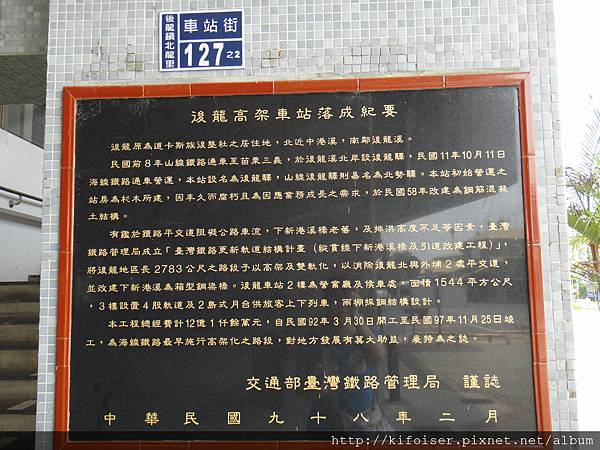 後龍鎮北龍里
車站街
127之2
後龍高架車站落成紀要
後龍原為道卡斯族後壠社之居住地，北近中港溪，南鄰後龍溪。
民國前8年山線鐵路通車至苗栗三義，於後龍溪北岸設後龍驛，民國11年10月11日
海線鐵路通車營運，本站設名為後龍驛，山線後龍驛則易名為北勢驛。本站初始營運之
站房為杉木所建，因年久而腐朽且為因應業務成長之需求，於民國58年改建為鋼筋混凝
土結構。
有鑑於鐵路平交道阻礙公路車流，下新港溪橋老舊，及排洪高度不足等因素，臺灣
鐵路管理局成立「臺灣鐵路更新軌道結構計畫（縱貫線下新港溪橋及引道改建工程）」，
將後龍地區長2783公尺之路段予以高架及雙軌化，以消除後龍北與外埔2處平交道，
並改建下新港溪為箱型鋼梁橋。後龍車站2樓為營業廳及候車處，面積1544平方公尺
，3樓設置4股軌道及2島式月台供旅客上下列車，雨棚採鋼結構設計。
本工程總經費計12億1仟餘萬元，自民國92年3月30日開工至民國97年11月25日竣
工，為海線鐵路最早施行高架化之路段，對地方發展有莫大助益，爰特為之誌。
交通部臺灣鐵路管理局 謹誌
中華民國九十八年二月
http://kifoiser.pixnet.net/album